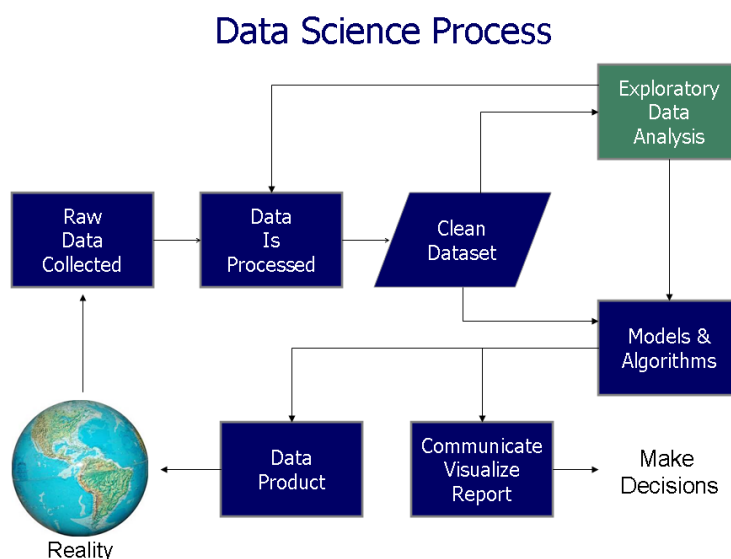 Data Science Process
Exploratory
Data
Analysis
Raw
Data
Collected
Data
Is
Processed
Clean
Dataset
Models &
Algorithms
Data
Product
Communicate
Visualize
Report
Make
Decisions
Reality